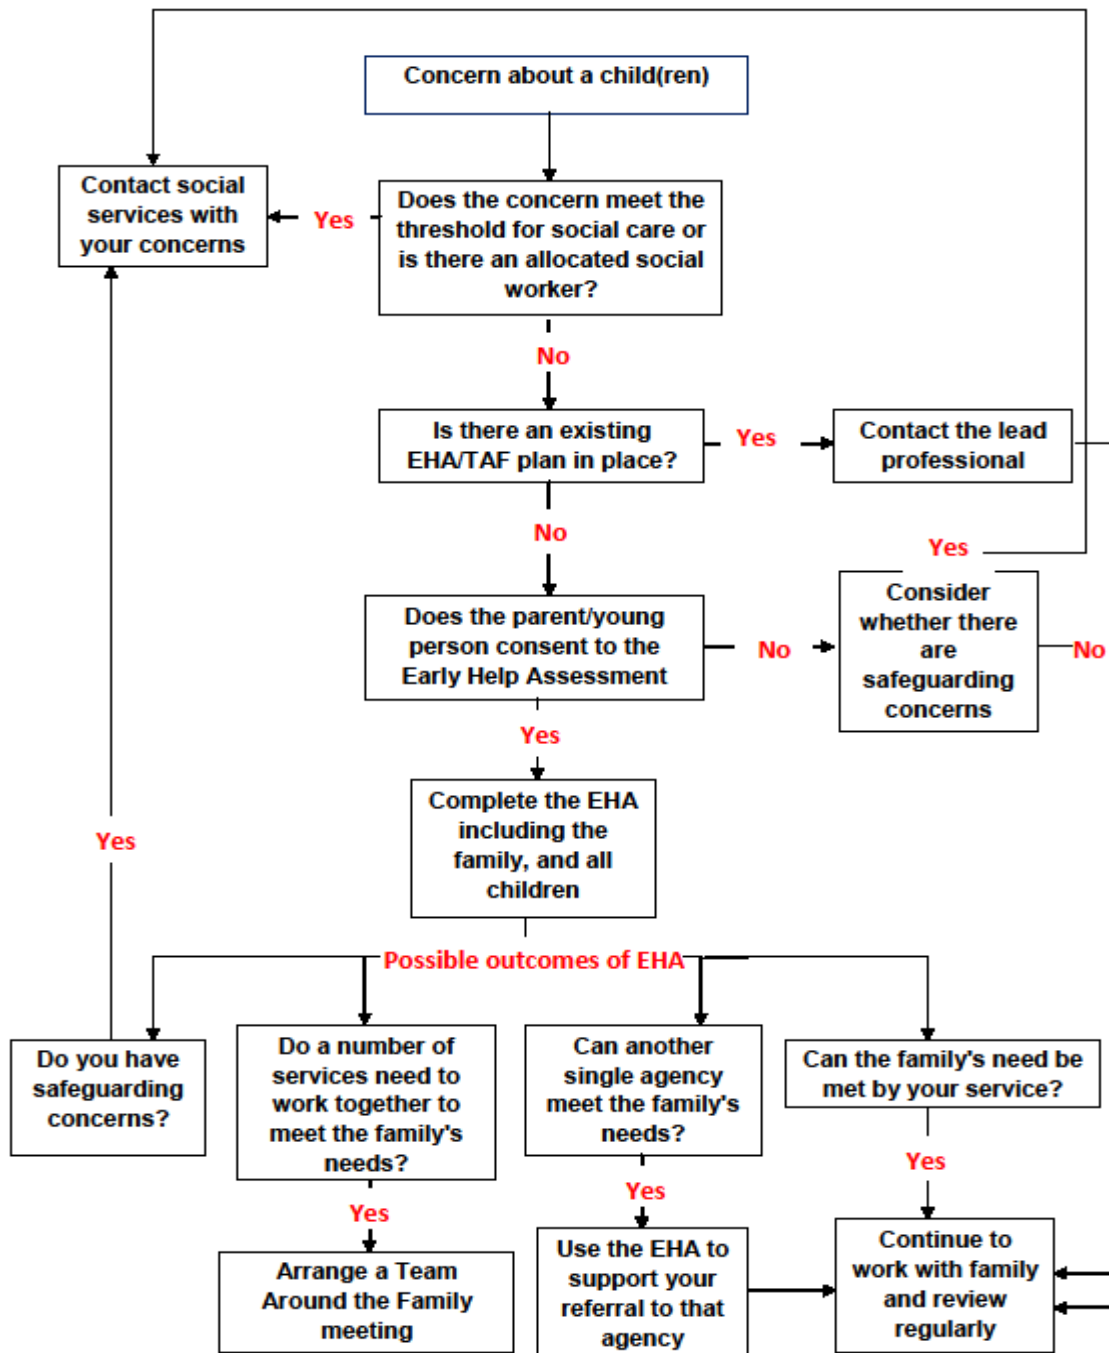 Concern about a child(ren)
Contact social
services with
your concerns
Yes
Does the concern meet the
threshold for social care or
is there an allocated social
worker?
No
Is there an existing
EHA/TAF plan in place?
Yes
Contact the lead
professional
No
Yes
Does the parent/young
person consent to the
Early Help Assessment
No
Consider
whether there
are
safeguarding
concerns
No
Yes
Complete the EHA
including the
family, and all
children
Yes
Possible outcomes of EHA
Do you have
safeguarding
concerns?
Do a number of
services need to
work together to
meet the family's
needs?
Can another
single agency
meet the family's
needs?
Can the family's need be
met by your service?
Yes
Yes
Yes
Arrange a Team
Around the Family
meeting
Use the EHA to
support your
referral to that
agency
Continue to
work with family
and review
regularly